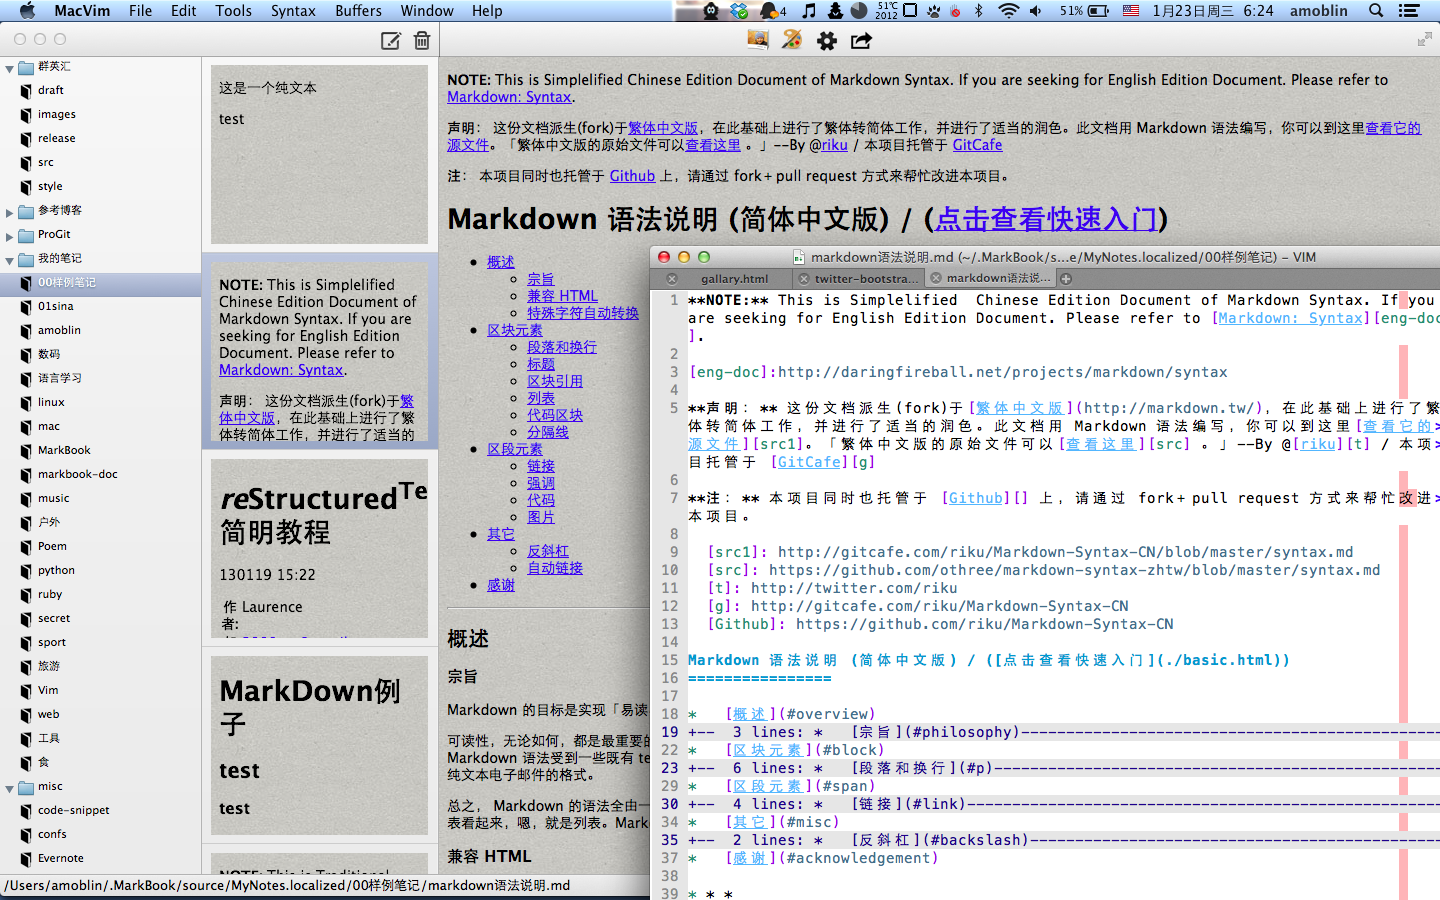 MacVim File Edit Tools Syntax Buffers Window Help
4 51℃ 2012 51% 1月23日周三 6:24 amoblin
群英汇
draft
images
release
src
style
参考博客
ProGit
我的笔记
00样例笔记
01sina
amoblin
数码
语言学习
linux
mac
MarkBook
markbook-doc
music
户外
Poem
python
ruby
secret
sport
旅游
Vim
web
工具
食
misc
code-snippet
confs
Evernote
这是一个纯文本
test
NOTE: This is Simplelified
Chinese Edition Document of
Markdown Syntax. If you are
seeking for English Edition
Document. Please refer to
Markdown: Syntax.
声明： 这份文档派生(fork)于繁
体中文版，在此基础上进行了繁
体转简体工作，并进行了适当的
reStructuredTe
简明教程
130119 15:22
作 Laurence
者:
MarkDown例
子
test
test
NOTE: This is Simplelified Chinese Edition Document of Markdown Syntax. If you are seeking for English Edition Document. Please refer to
Markdown: Syntax.
声明： 这份文档派生(fork)于繁体中文版，在此基础上进行了繁体转简体工作，并进行了适当的润色。此文档用 Markdown 语法编写，你可以到这里查看它的
源文件。「繁体中文版的原始文件可以查看这里 。」--By @riku / 本项目托管于 GitCafe
注： 本项目同时也托管于 Github 上，请通过 fork+pull request 方式来帮忙改进本项目。
Markdown 语法说明 (简体中文版) / (点击查看快速入门)
• 概述
◦ 宗旨
◦ 兼容 HTML
◦ 特殊字符自动转换
• 区块元素
◦ 段落和换行
◦ 标题
◦ 区块引用
◦ 列表
◦ 代码区块
◦ 分隔线
• 区段元素
◦ 链接
◦ 强调
◦ 代码
◦ 图片
• 其它
◦ 反斜杠
◦ 自动链接
• 感谢
概述
宗旨
Markdown 的目标是实现「易读
可读性，无论如何，都是最重要的
Markdown 语法受到一些既有 te
纯文本电子邮件的格式。
总之， Markdown 的语法全由一
表看起来，嗯，就是列表。Mark
兼容 HTML
/Users/amoblin/.MarkBook/source/MyNotes.localized/00样例笔记/markdown语法说明.md
markdown语法说明.md (~/.MarkBook/s...e/MyNotes.localized/00样例笔记) – VIM
gallary.html twitter-bootstra... markdown语法说...
1 **NOTE:** This is Simplelified  Chinese Edition Document of Markdown Syntax. If you
are seeking for English Edition Document. Please refer to [Markdown: Syntax][eng-doc
].
2
3 [eng-doc]:http://daringfireball.net/projects/markdown/syntax
4
5 **声明：** 这份文档派生(fork)于[繁体中文版](http://markdown.tw/)，在此基础上进行了繁
体转简体工作，并进行了适当的润色。此文档用 Markdown 语法编写，你可以到这里[查看它的>
源文件][src1]。「繁体中文版的原始文件可以[查看这里][src] 。」--By @[riku][t] / 本项>
目托管于 [GitCafe][g]
6
7 **注：** 本项目同时也托管于 [Github][] 上，请通过 fork+pull request 方式来帮忙改进>
本项目。
8
9 [src1]: http://gitcafe.com/riku/Markdown-Syntax-CN/blob/master/syntax.md
10 [src]: https://github.com/othree/markdown-syntax-zhtw/blob/master/syntax.md
11 [t]: http://twitter.com/riku
12 [g]: http://gitcafe.com/riku/Markdown-Syntax-CN
13 [Github]: https://github.com/riku/Markdown-Syntax-CN
14
15 Markdown 语法说明 (简体中文版) / ([点击查看快速入门](./basic.html))
16 ================
17
18 *   [概述](#overview)
19 +--  3 lines: *   [宗旨](#philosophy)-----------------------------------------------
22 *   [区块元素](#block)
23 +--  6 lines: *   [段落和换行](#p)--------------------------------------------------
29 *   [区段元素](#span)
30 +--  4 lines: *   [链接](#link)-----------------------------------------------------
34 *   [其它](#misc)
35 +--  2 lines: *   [反斜杠](#backslash)----------------------------------------------
37 *   [感谢](#acknowledgement)
38
39 * * *